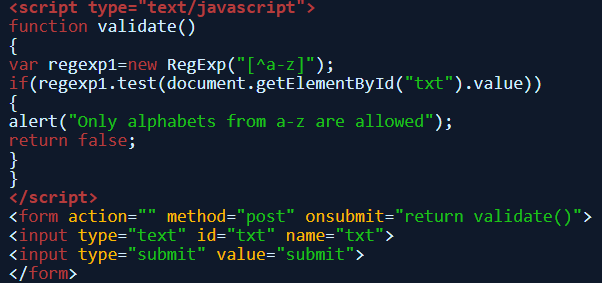 <script type="text/javascript">
function validate()
{
var regexp1=new RegExp("[^a-z]");
if(regexp1.test(document.getElementById("txt").value))
{
alert("Only alphabets from a-z are allowed");
return false;
}
}
</script>
<form action="" method="post" onsubmit="return validate()">
<input type="text" id="txt" name="txt">
<input type="submit" value="submit">
</form>